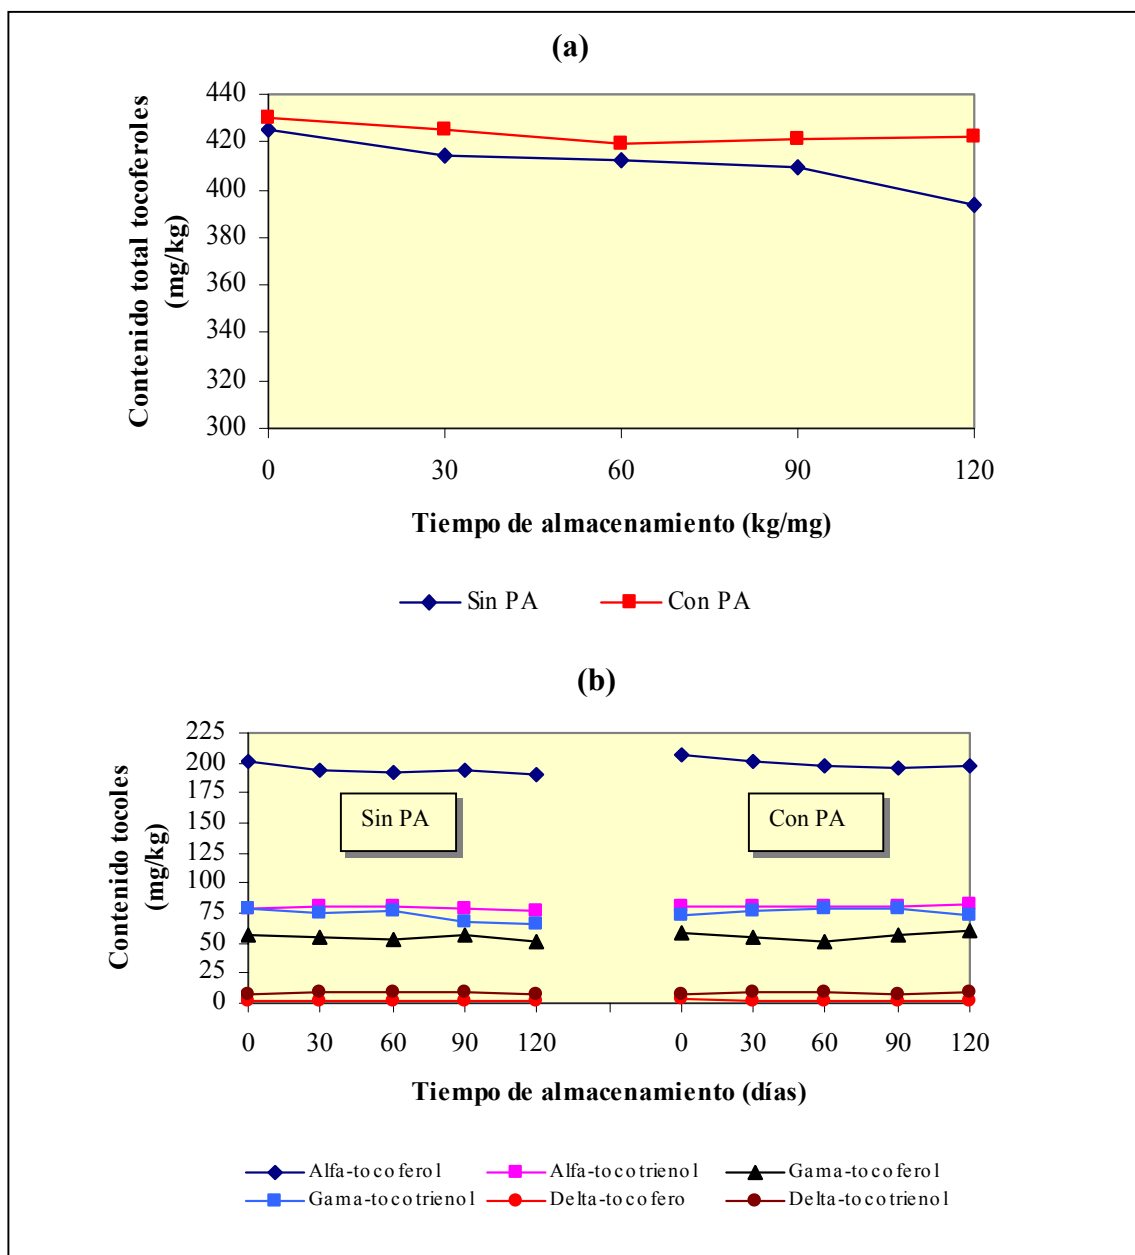 (a)
Contenido total tocoferoles
(mg/kg)
440
420
400
380
360
340
320
300
0 30 60 90 120
Tiempo de almacenamiento (kg/mg)
Sin PA Con PA
(b)
Contenido tocoles
(mg/kg)
225
200
175
150
125
100
75
50
25
0
Sin PA Con PA
0 30 60 90 120 0 30 60 90 120
Tiempo de almacenamiento (días)
Alfa-tocoferol Alfa-tocotrienol Gama-tocoferol
Gama-tocotrienol Delta-tocofero Delta-tocotrienol